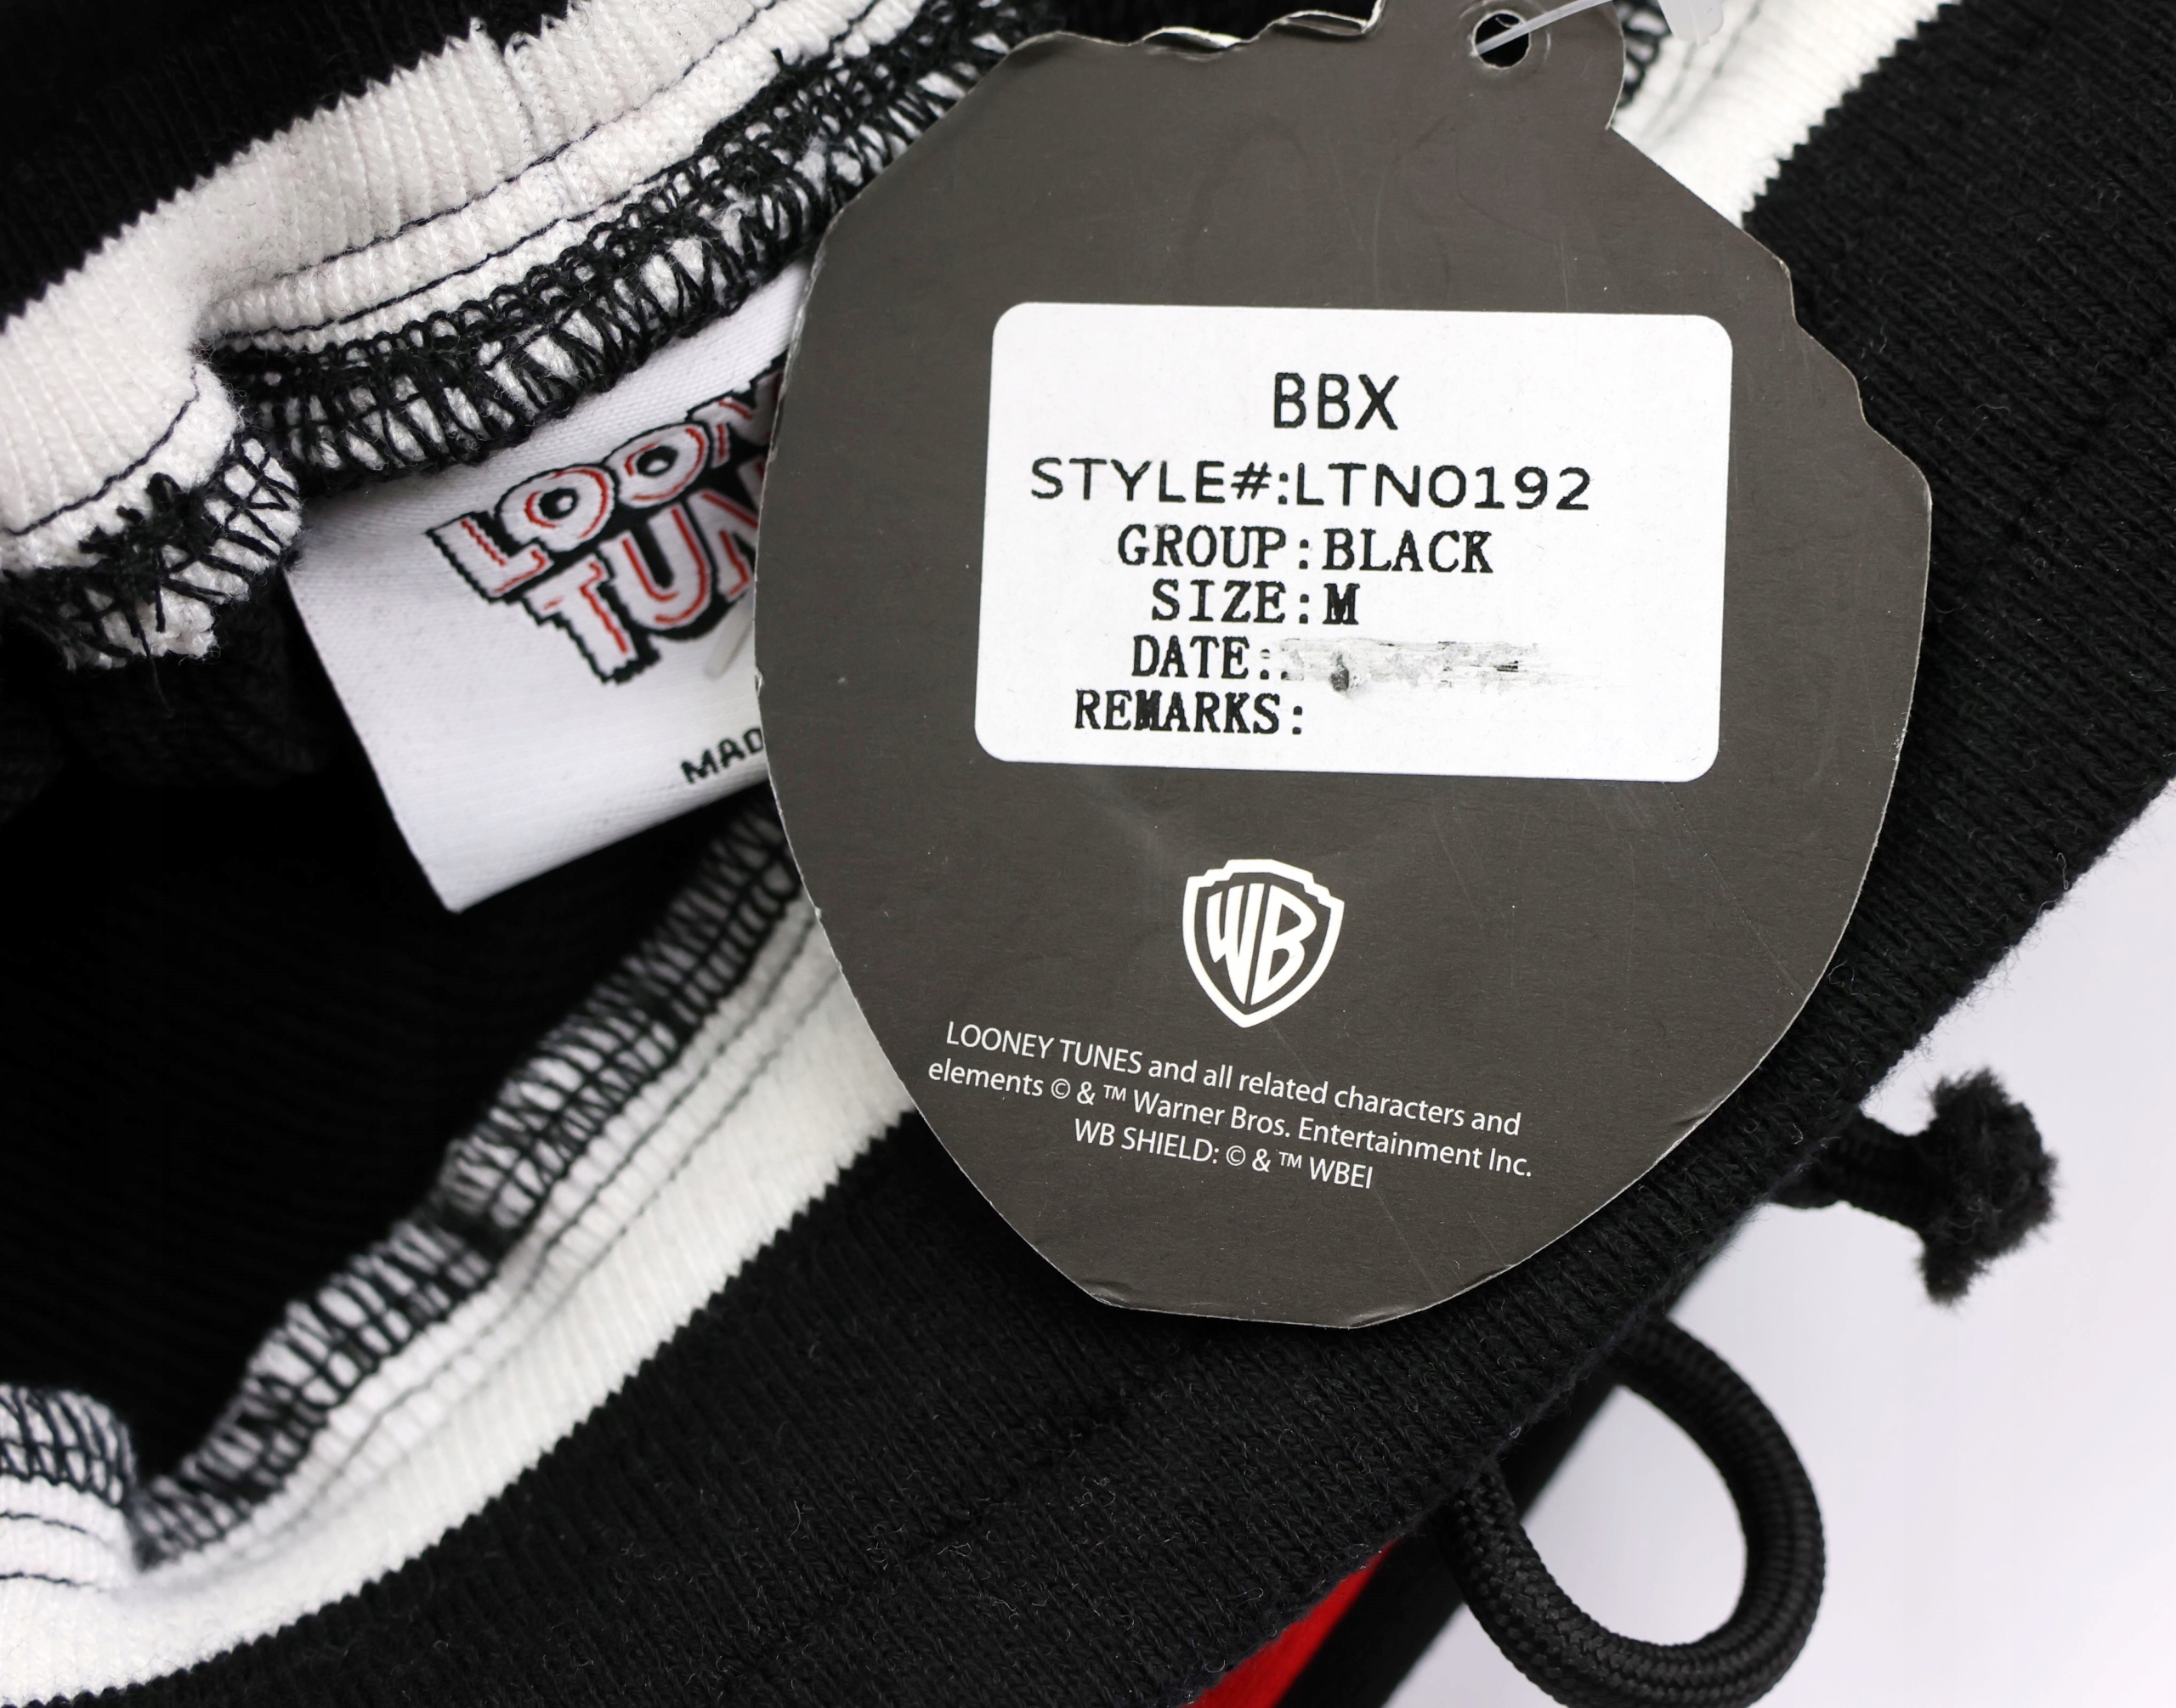 BBX
STYLE#:LTN0192
GROUP:BLACK
SIZE:M
DATE:
REMARKS:
WB
LOONEY TUNES and all related characters and
elements © & ™ Warner Bros. Entertainment Inc.
WB SHIELD: © & ™ WBEI